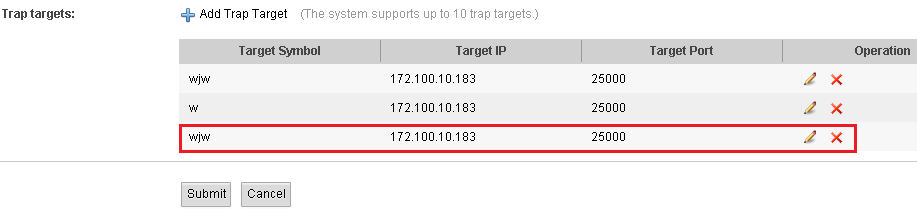 Trap targets: Add Trap Target (The system supports up to 10 trap targets.)
Target Symbol Target IP Target Port Operation
wjw 172.100.10.183 25000
w 172.100.10.183 25000
wjw 172.100.10.183 25000
Submit Cancel